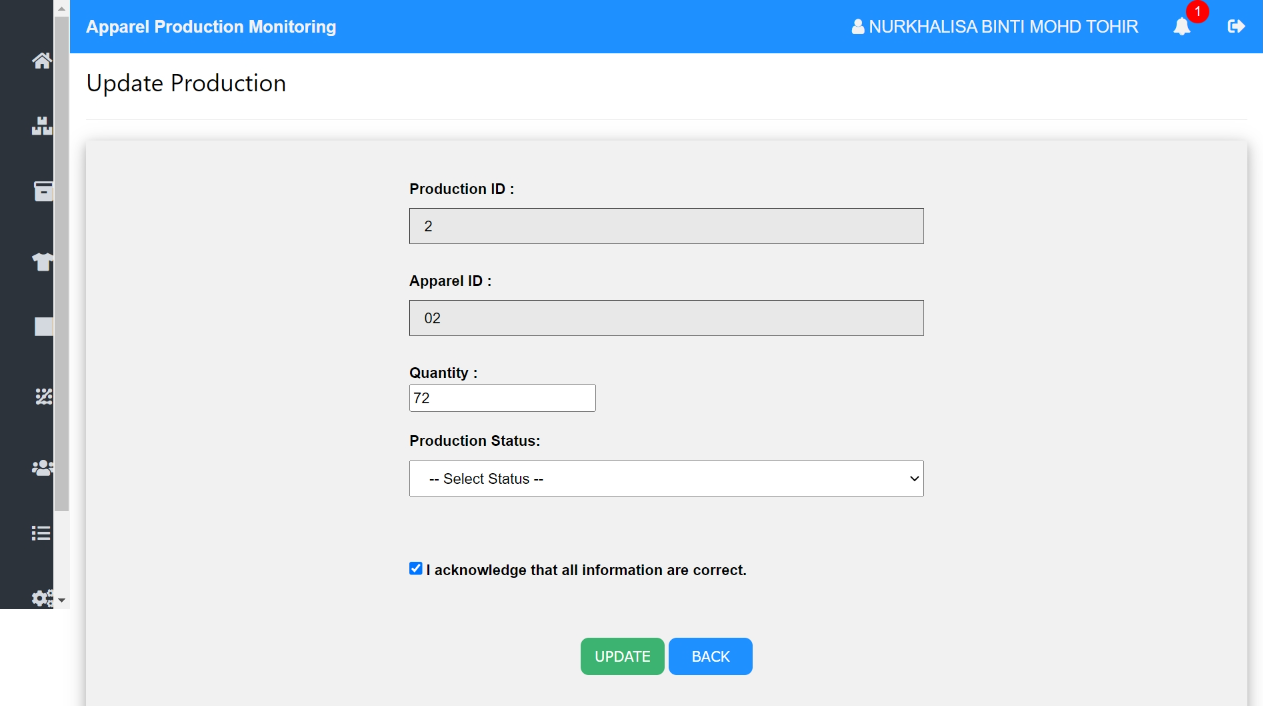 Apparel Production Monitoring
NURKHALISA BINTI MOHD TOHIR
1
Update Production
Production ID :
2
Apparel ID :
02
Quantity :
72
Production Status:
-- Select Status --
I acknowledge that all information are correct.
UPDATE
BACK